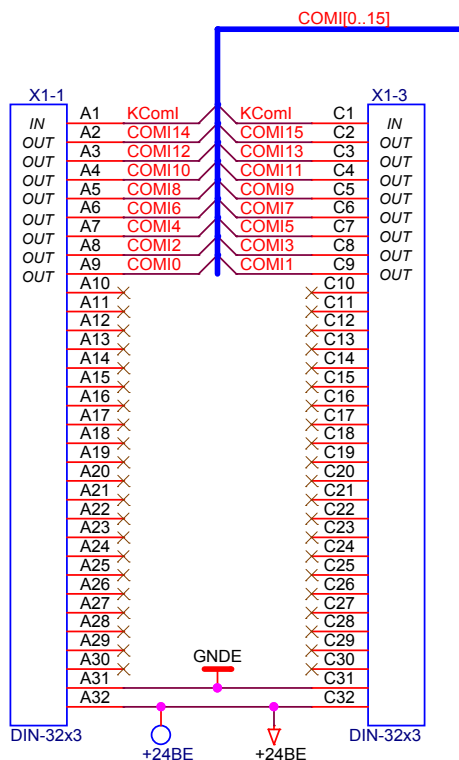 COMI[0..15]
X1-1 X1-3
A1 KComI KComI C1
IN IN
A2 COMI14 COMI15 C2
OUT OUT
A3 COMI12 COMI13 C3
OUT OUT
A4 COMI10 COMI11 C4
OUT OUT
A5 COMI8 COMI9 C5
OUT OUT
A6 COMI6 COMI7 C6
OUT OUT
A7 COMI4 COMI5 C7
OUT OUT
A8 COMI2 COMI3 C8
OUT OUT
A9 COMI0 COMI1 C9
OUT OUT
A10 C10
A11 C11
A12 C12
A13 C13
A14 C14
A15 C15
A16 C16
A17 C17
A18 C18
A19 C19
A20 C20
A21 C21
A22 C22
A23 C23
A24 C24
A25 C25
A26 C26
A27 C27
A28 C28
A29 C29
A30 C30
GNDE
A31 C31
A32 C32
DIN-32x3 DIN-32x3
+24BE +24BE